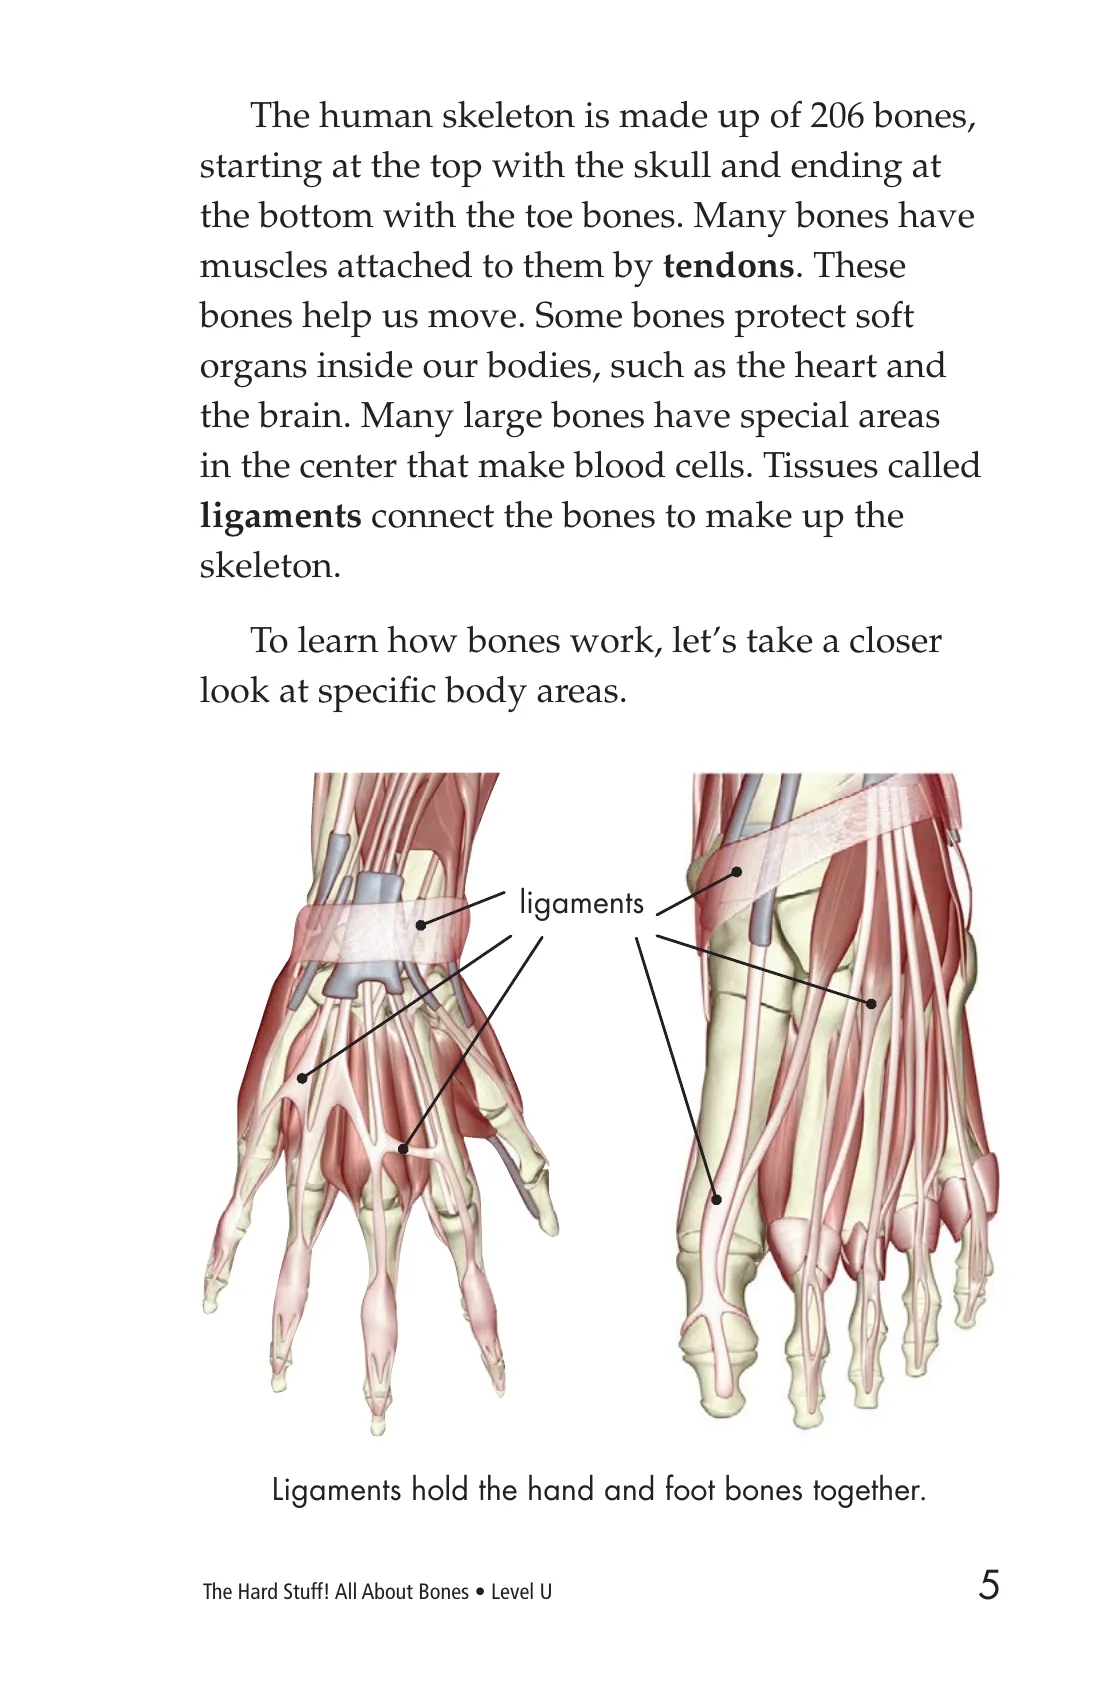 The human skeleton is made up of 206 bones,
starting at the top with the skull and ending at
the bottom with the toe bones. Many bones have
muscles attached to them by tendons. These
bones help us move. Some bones protect soft
organs inside our bodies, such as the heart and
the brain. Many large bones have special areas
in the center that make blood cells. Tissues called
ligaments connect the bones to make up the
skeleton.
To learn how bones work, let’s take a closer
look at specific body areas.
ligaments
Ligaments hold the hand and foot bones together.
The Hard Stuff! All About Bones • Level U
5